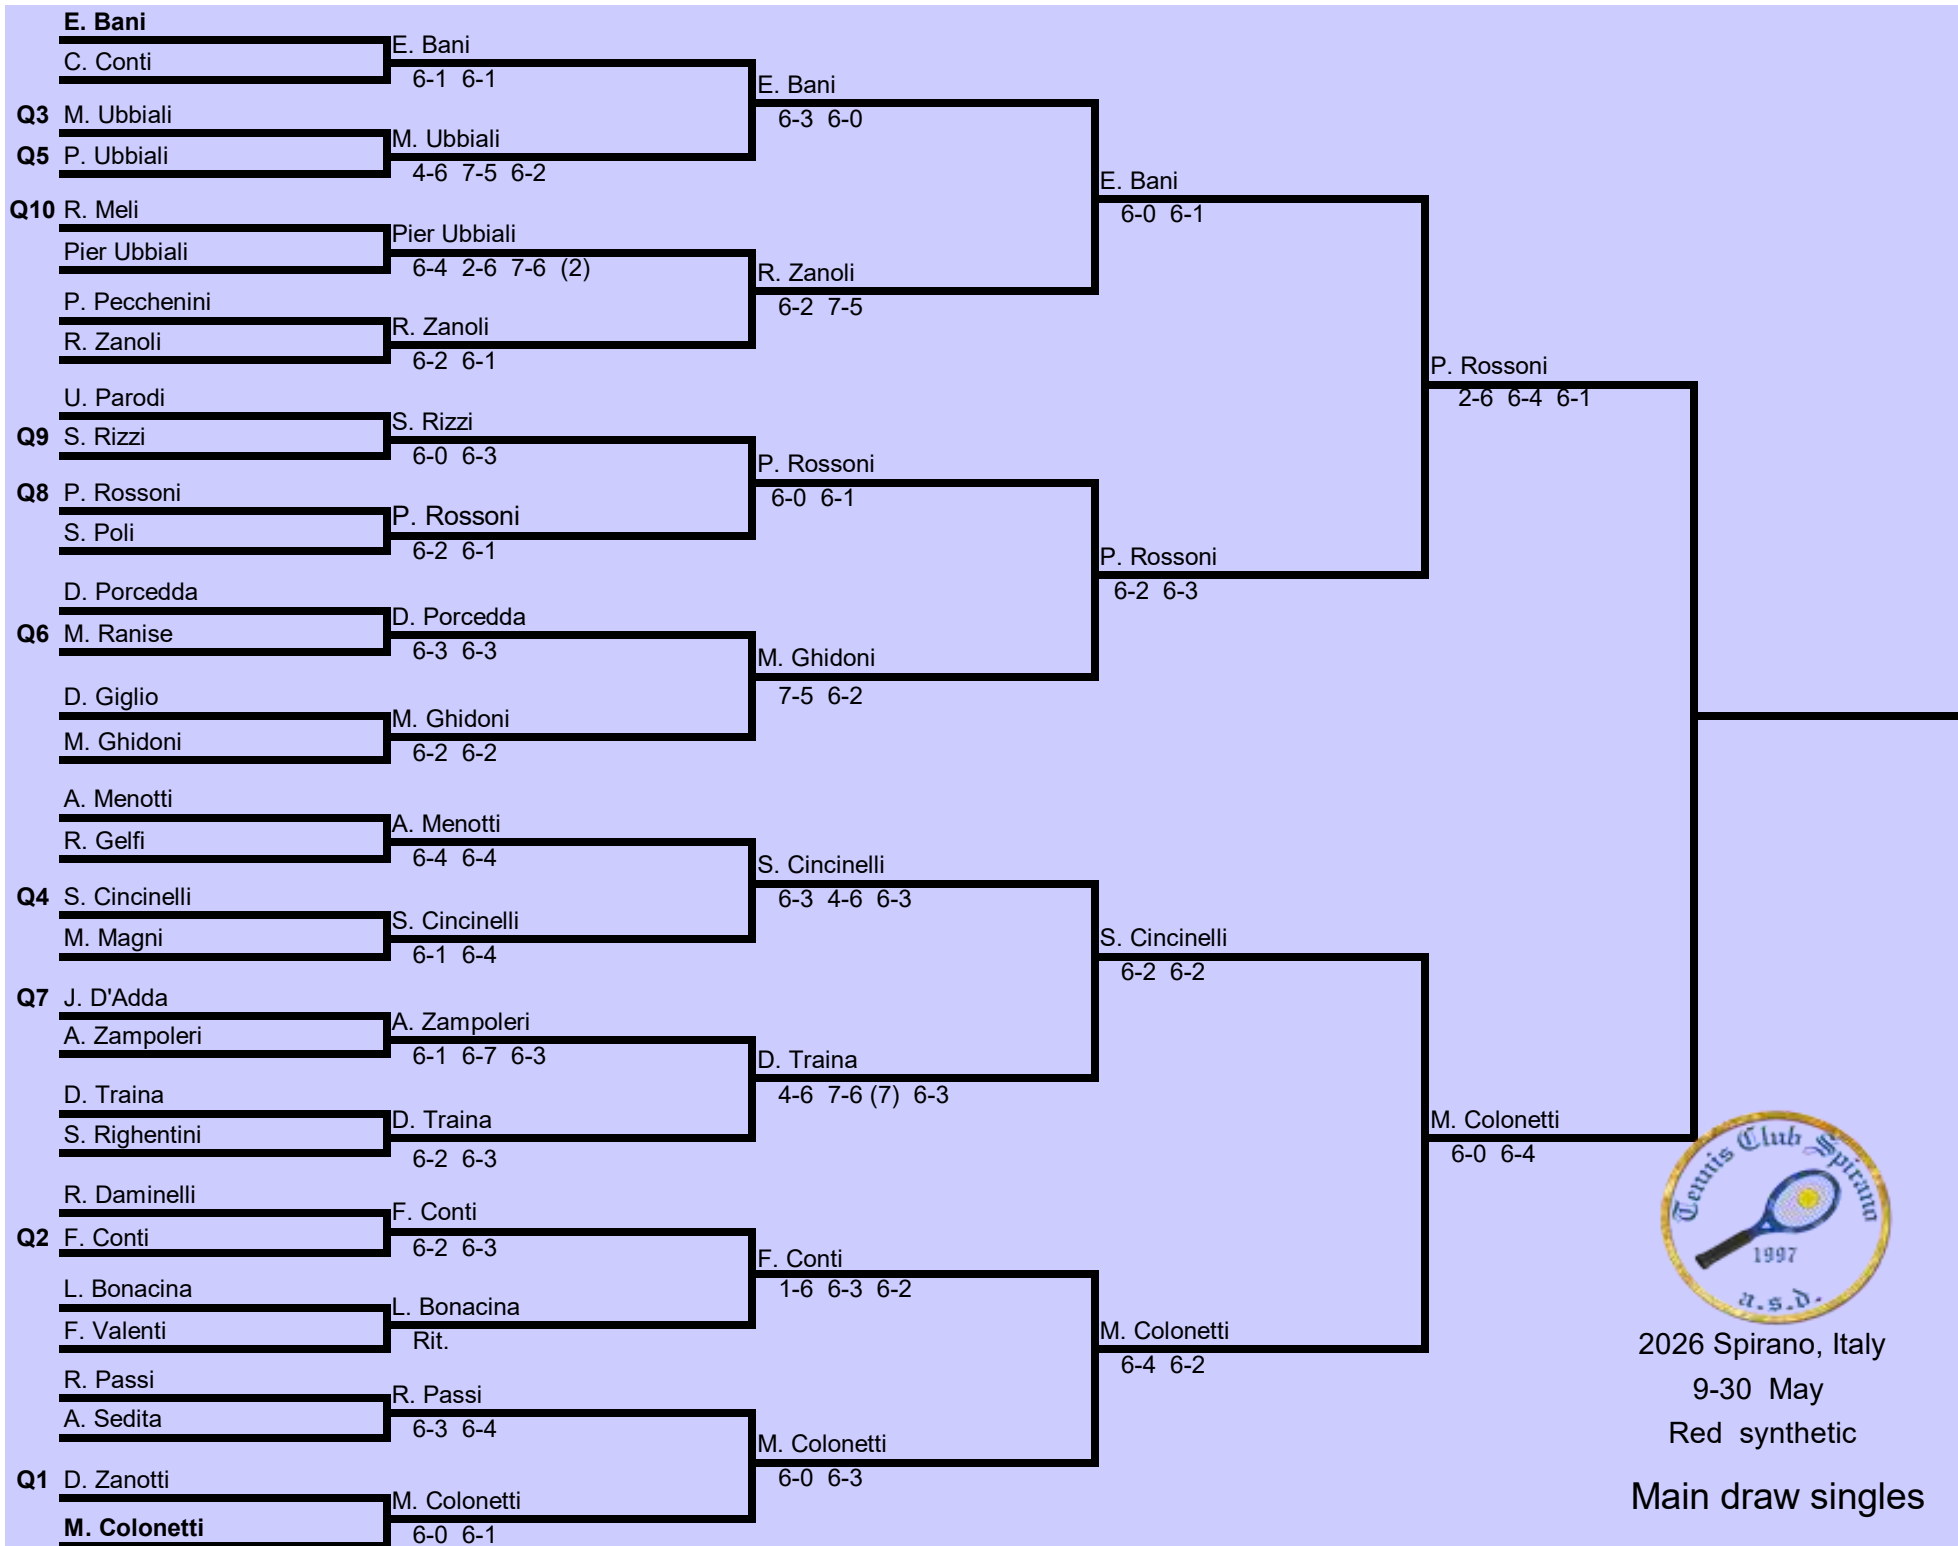 E. Bani
C. Conti
E. Bani
6-1 6-1
Q3 M. Ubbiali
Q5 P. Ubbiali
M. Ubbiali
4-6 7-5 6-2
E. Bani
6-3 6-0
Q10 R. Meli
Pier Ubbiali
Pier Ubbiali
6-4 2-6 7-6 (2)
P. Pecchenini
R. Zanoli
R. Zanoli
6-2 6-1
R. Zanoli
6-2 7-5
E. Bani
6-0 6-1
U. Parodi
Q9 S. Rizzi
S. Rizzi
6-0 6-3
Q8 P. Rossoni
S. Poli
P. Rossoni
6-2 6-1
P. Rossoni
6-0 6-1
D. Porcedda
Q6 M. Ranise
D. Porcedda
6-3 6-3
D. Giglio
M. Ghidoni
M. Ghidoni
6-2 6-2
M. Ghidoni
7-5 6-2
P. Rossoni
6-2 6-3
P. Rossoni
2-6 6-4 6-1
A. Menotti
R. Gelfi
A. Menotti
6-4 6-4
Q4 S. Cincinelli
M. Magni
S. Cincinelli
6-1 6-4
S. Cincinelli
6-3 4-6 6-3
Q7 J. D'Adda
A. Zampoleri
A. Zampoleri
6-1 6-7 6-3
D. Traina
S. Righentini
D. Traina
6-2 6-3
D. Traina
4-6 7-6 (7) 6-3
S. Cincinelli
6-2 6-2
R. Daminelli
Q2 F. Conti
F. Conti
6-2 6-3
L. Bonacina
F. Valenti
L. Bonacina
Rit.
F. Conti
1-6 6-3 6-2
R. Passi
A. Sedita
R. Passi
6-3 6-4
Q1 D. Zanotti
M. Colonetti
M. Colonetti
6-0 6-1
M. Colonetti
6-0 6-3
M. Colonetti
6-4 6-2
M. Colonetti
6-0 6-4
Tennis Club Spirano
1997
a.s.d.
2026 Spirano, Italy
9-30 May
Red synthetic
Main draw singles